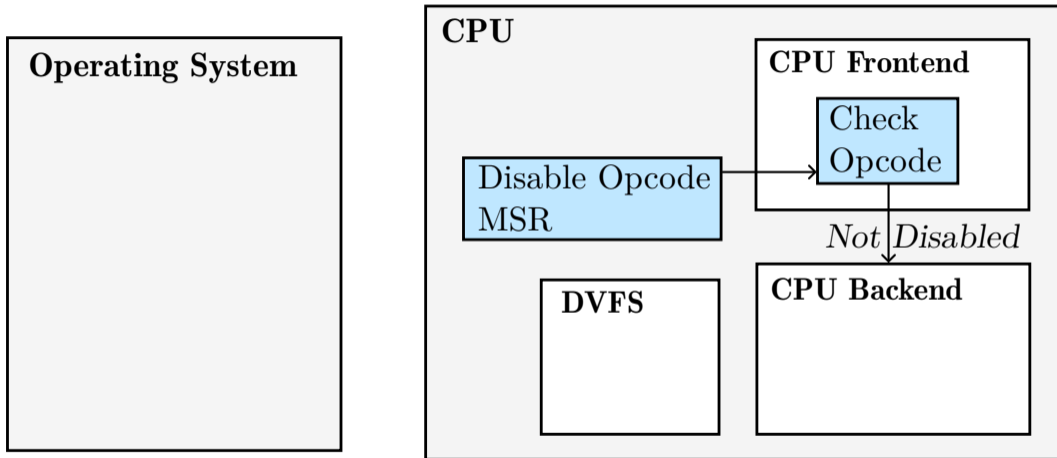 Operating System
CPU
CPU Frontend
Check
Opcode
Disable Opcode
MSR
Not Disabled
DVFS
CPU Backend